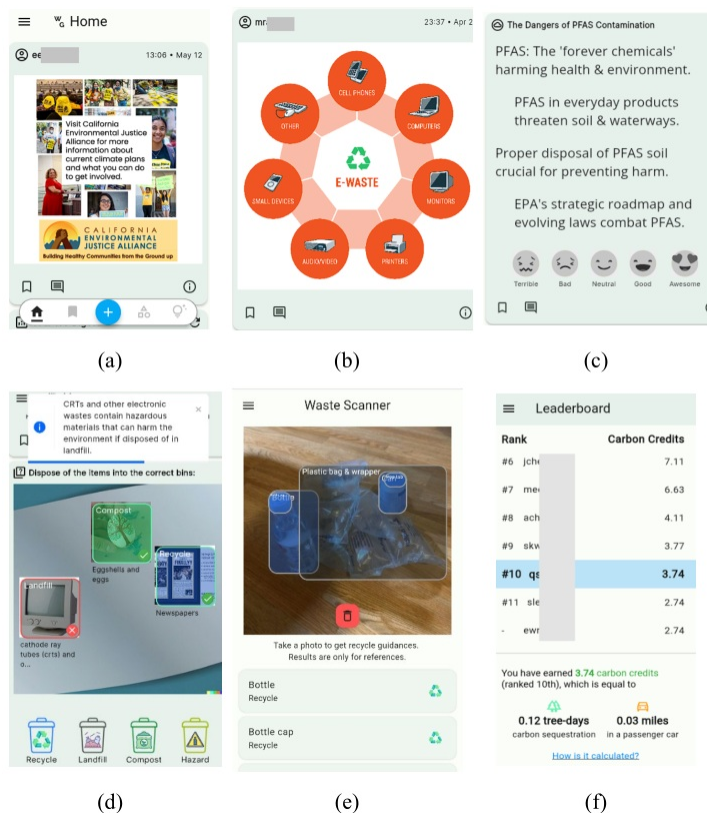 W G Home
ee
13:06 • May 12
Visit California
Environmental Justice
Alliance for more
information about
current climate plans
and what you can do
to get involved.
CALIFORNIA
ENVIRONMENTAL
JUSTICE ALLIANCE
Building Healthy Communities from the Ground up
(a)
mr
23:37 • Apr 2
CELL PHONES
OTHER
COMPUTERS
E-WASTE
SMALL DEVICES
MONITORS
AUDIO/VIDEO
PRINTERS
(b)
The Dangers of PFAS Contamination
PFAS: The 'forever chemicals'
harming health & environment.
PFAS in everyday products
threaten soil & waterways.
Proper disposal of PFAS soil
crucial for preventing harm.
EPA's strategic roadmap and
evolving laws combat PFAS.
Terrible Bad Neutral Good Awesome
(c)
CRTs and other electronic
wastes contain hazardous
materials that can harm the
environment if disposed of in
landfill.
Dispose of the items into the correct bins:
Compost
Eggshells and
eggs
Recycle
Newspapers
Landfill
cathode ray
tubes (crts) and
o...
Recycle Landfill Compost Hazard
(d)
Waste Scanner
Plastic bag & wrapper
Bottle
Take a photo to get recycle guidances.
Results are only for references.
Bottle
Recycle
Bottle cap
Recycle
(e)
Leaderboard
Rank Carbon Credits
#6 jche 7.11
#7 me 6.63
#8 ach 4.11
#9 skw 3.77
#10 qs 3.74
#11 sle 2.74
- ewr 2.74
You have earned 3.74 carbon credits
(ranked 10th), which is equal to
0.12 tree-days 0.03 miles
carbon sequestration in a passenger car
How is it calculated?
(f)